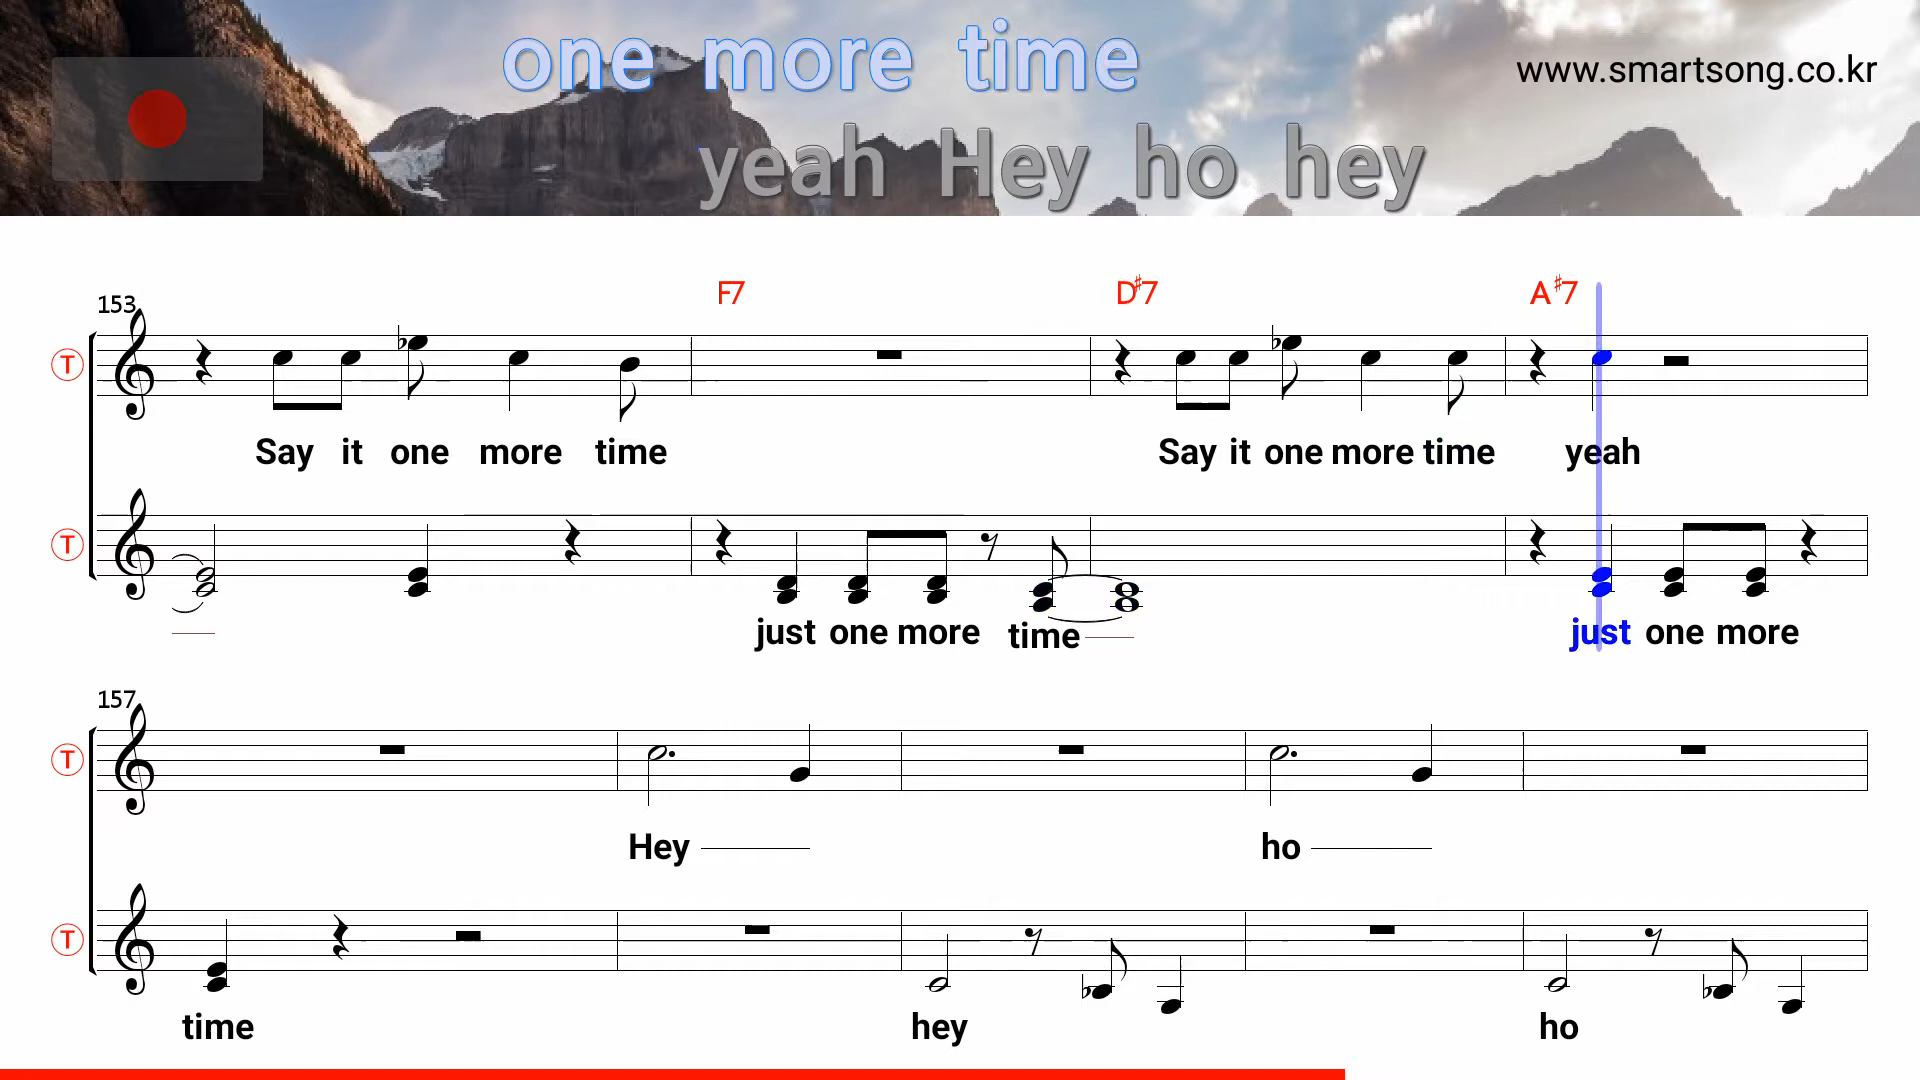 one more time
www.smartsong.co.kr
yeah Hey ho hey
153
F7 D#7 A#7
T
Say it one more time Say it one more time yeah
T
just one more time just one more
157
T
Hey ho
T
time hey ho